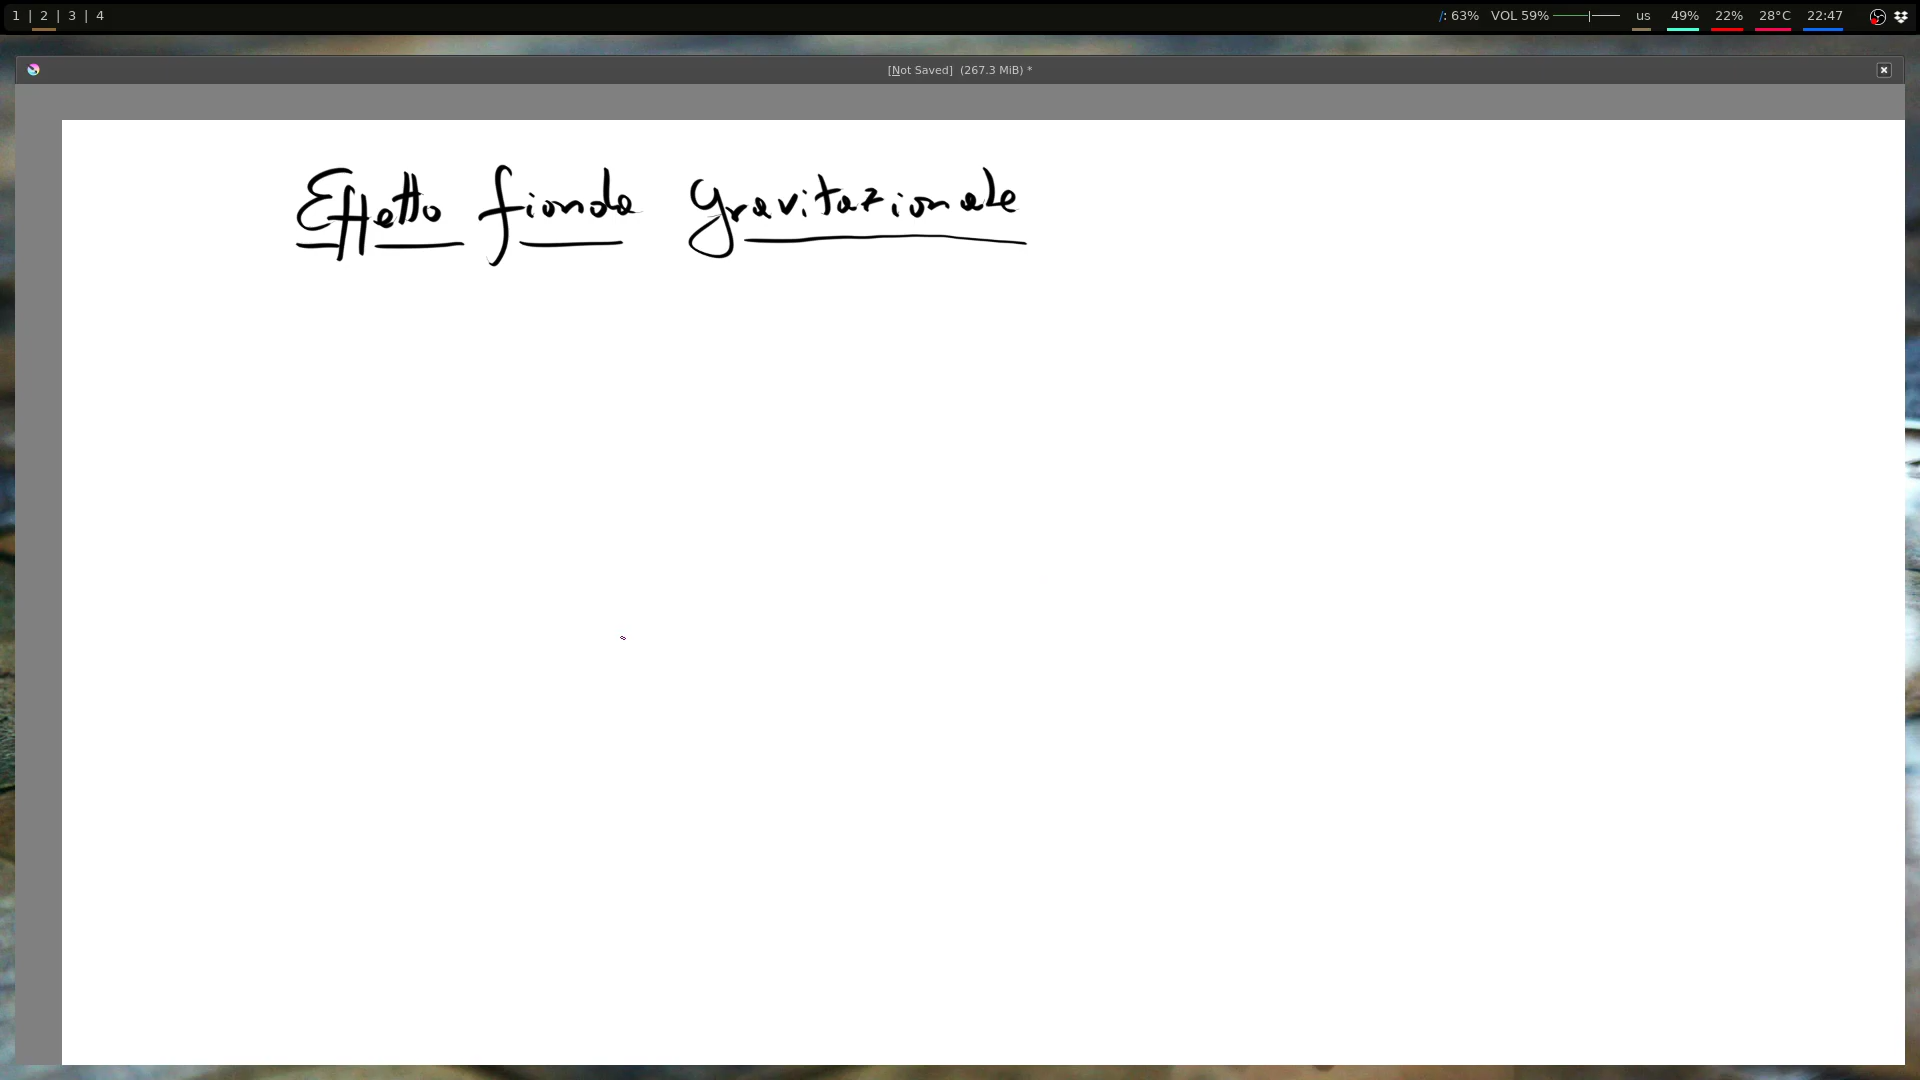 1 | 2 | 3 | 4 /: 63% VOL 59% us 49% 22% 28°C 22:47
[Not Saved] (267.3 MiB) *
Effetto fionda gravitazionale